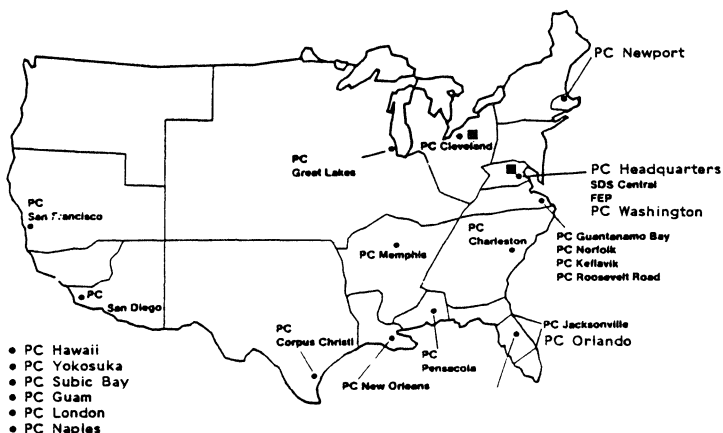 PC Newport
PC Cleveland
PC
Greet Lakes
PC Headquarters
SDS Central
FEP
PC Washington
PC
San Francisco
PC Guantanamo Bay
PC Norfolk
PC Keflavik
PC Roosevelt Road
PC
Charleston
PC Memphis
PC
San Diego
PC
Corpus Christi
PC Jacksonville
PC Orlando
PC
Pensacola
PC New Orleans
PC Hawaii
PC Yokosuka
PC Subic Bay
PC Guam
PC London
PC Naples